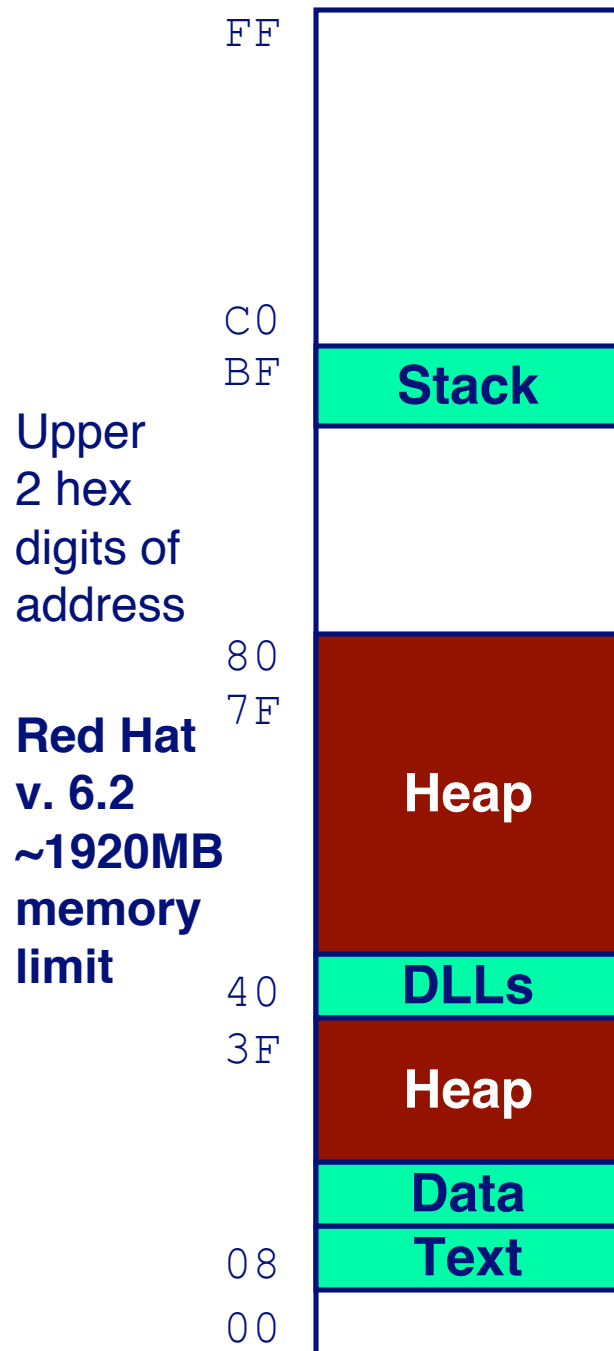 FF
C0
BF
Stack
Upper
2 hex
digits of
address
80
7F
Red Hat
v. 6.2
~1920MB
memory
limit
Heap
40
DLLs
3F
Heap
Data
08
Text
00